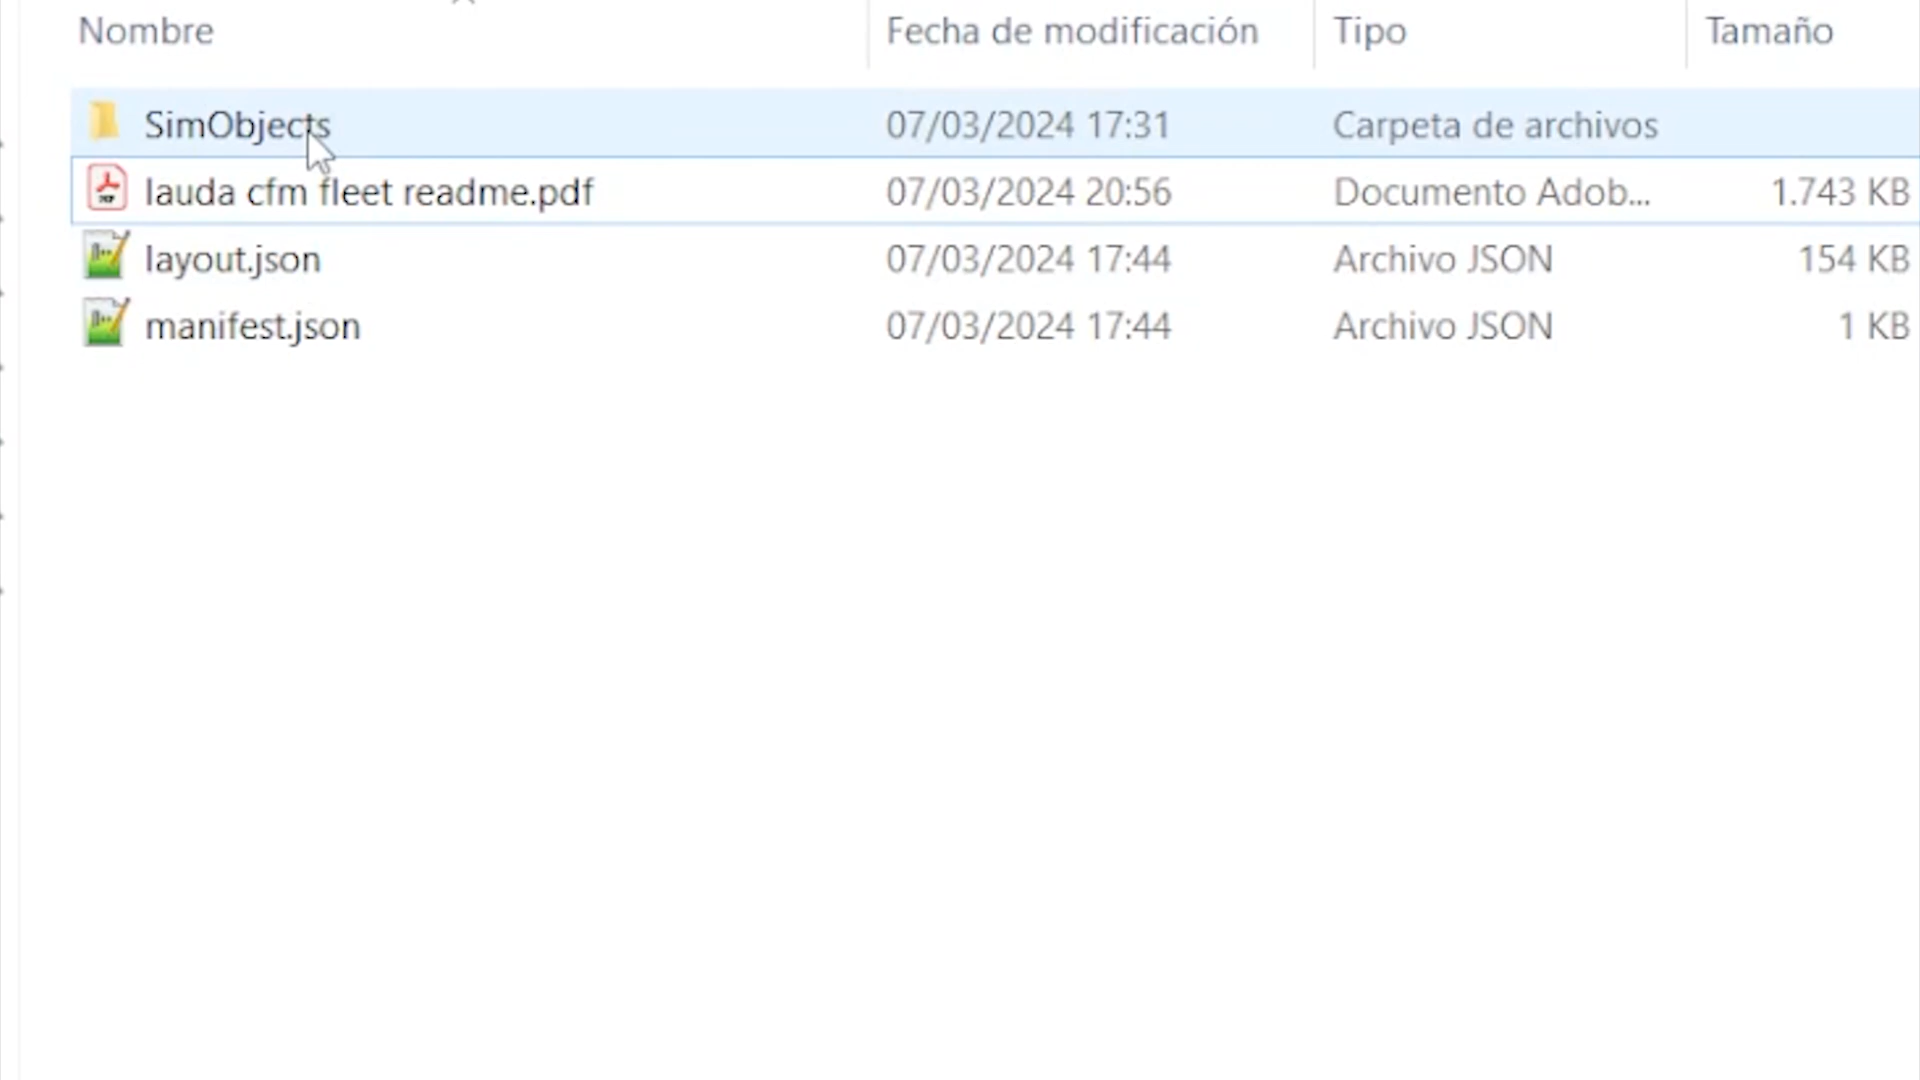 Nombre Fecha de modificación Tipo Tamaño
SimObjects 07/03/2024 17:31 Carpeta de archivos
lauda cfm fleet readme.pdf 07/03/2024 20:56 Documento Adob... 1.743 KB
layout.json 07/03/2024 17:44 Archivo JSON 154 KB
manifest.json 07/03/2024 17:44 Archivo JSON 1 KB